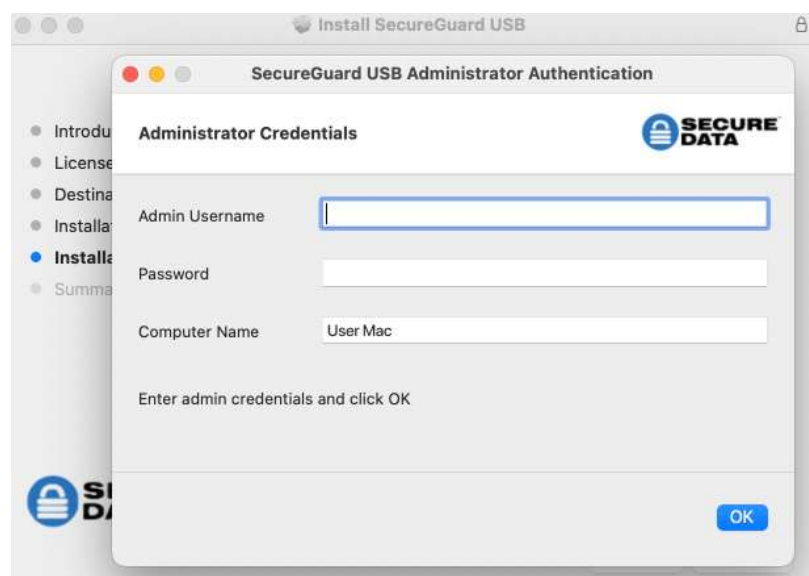 Install SecureGuard USB
SecureGuard USB Administrator Authentication
Administrator Credentials
SECURE
DATA
Introdu
License
Destina
Installa
Installa
Summa
Admin Username
Password
Computer Name User Mac
Enter admin credentials and click OK
OK